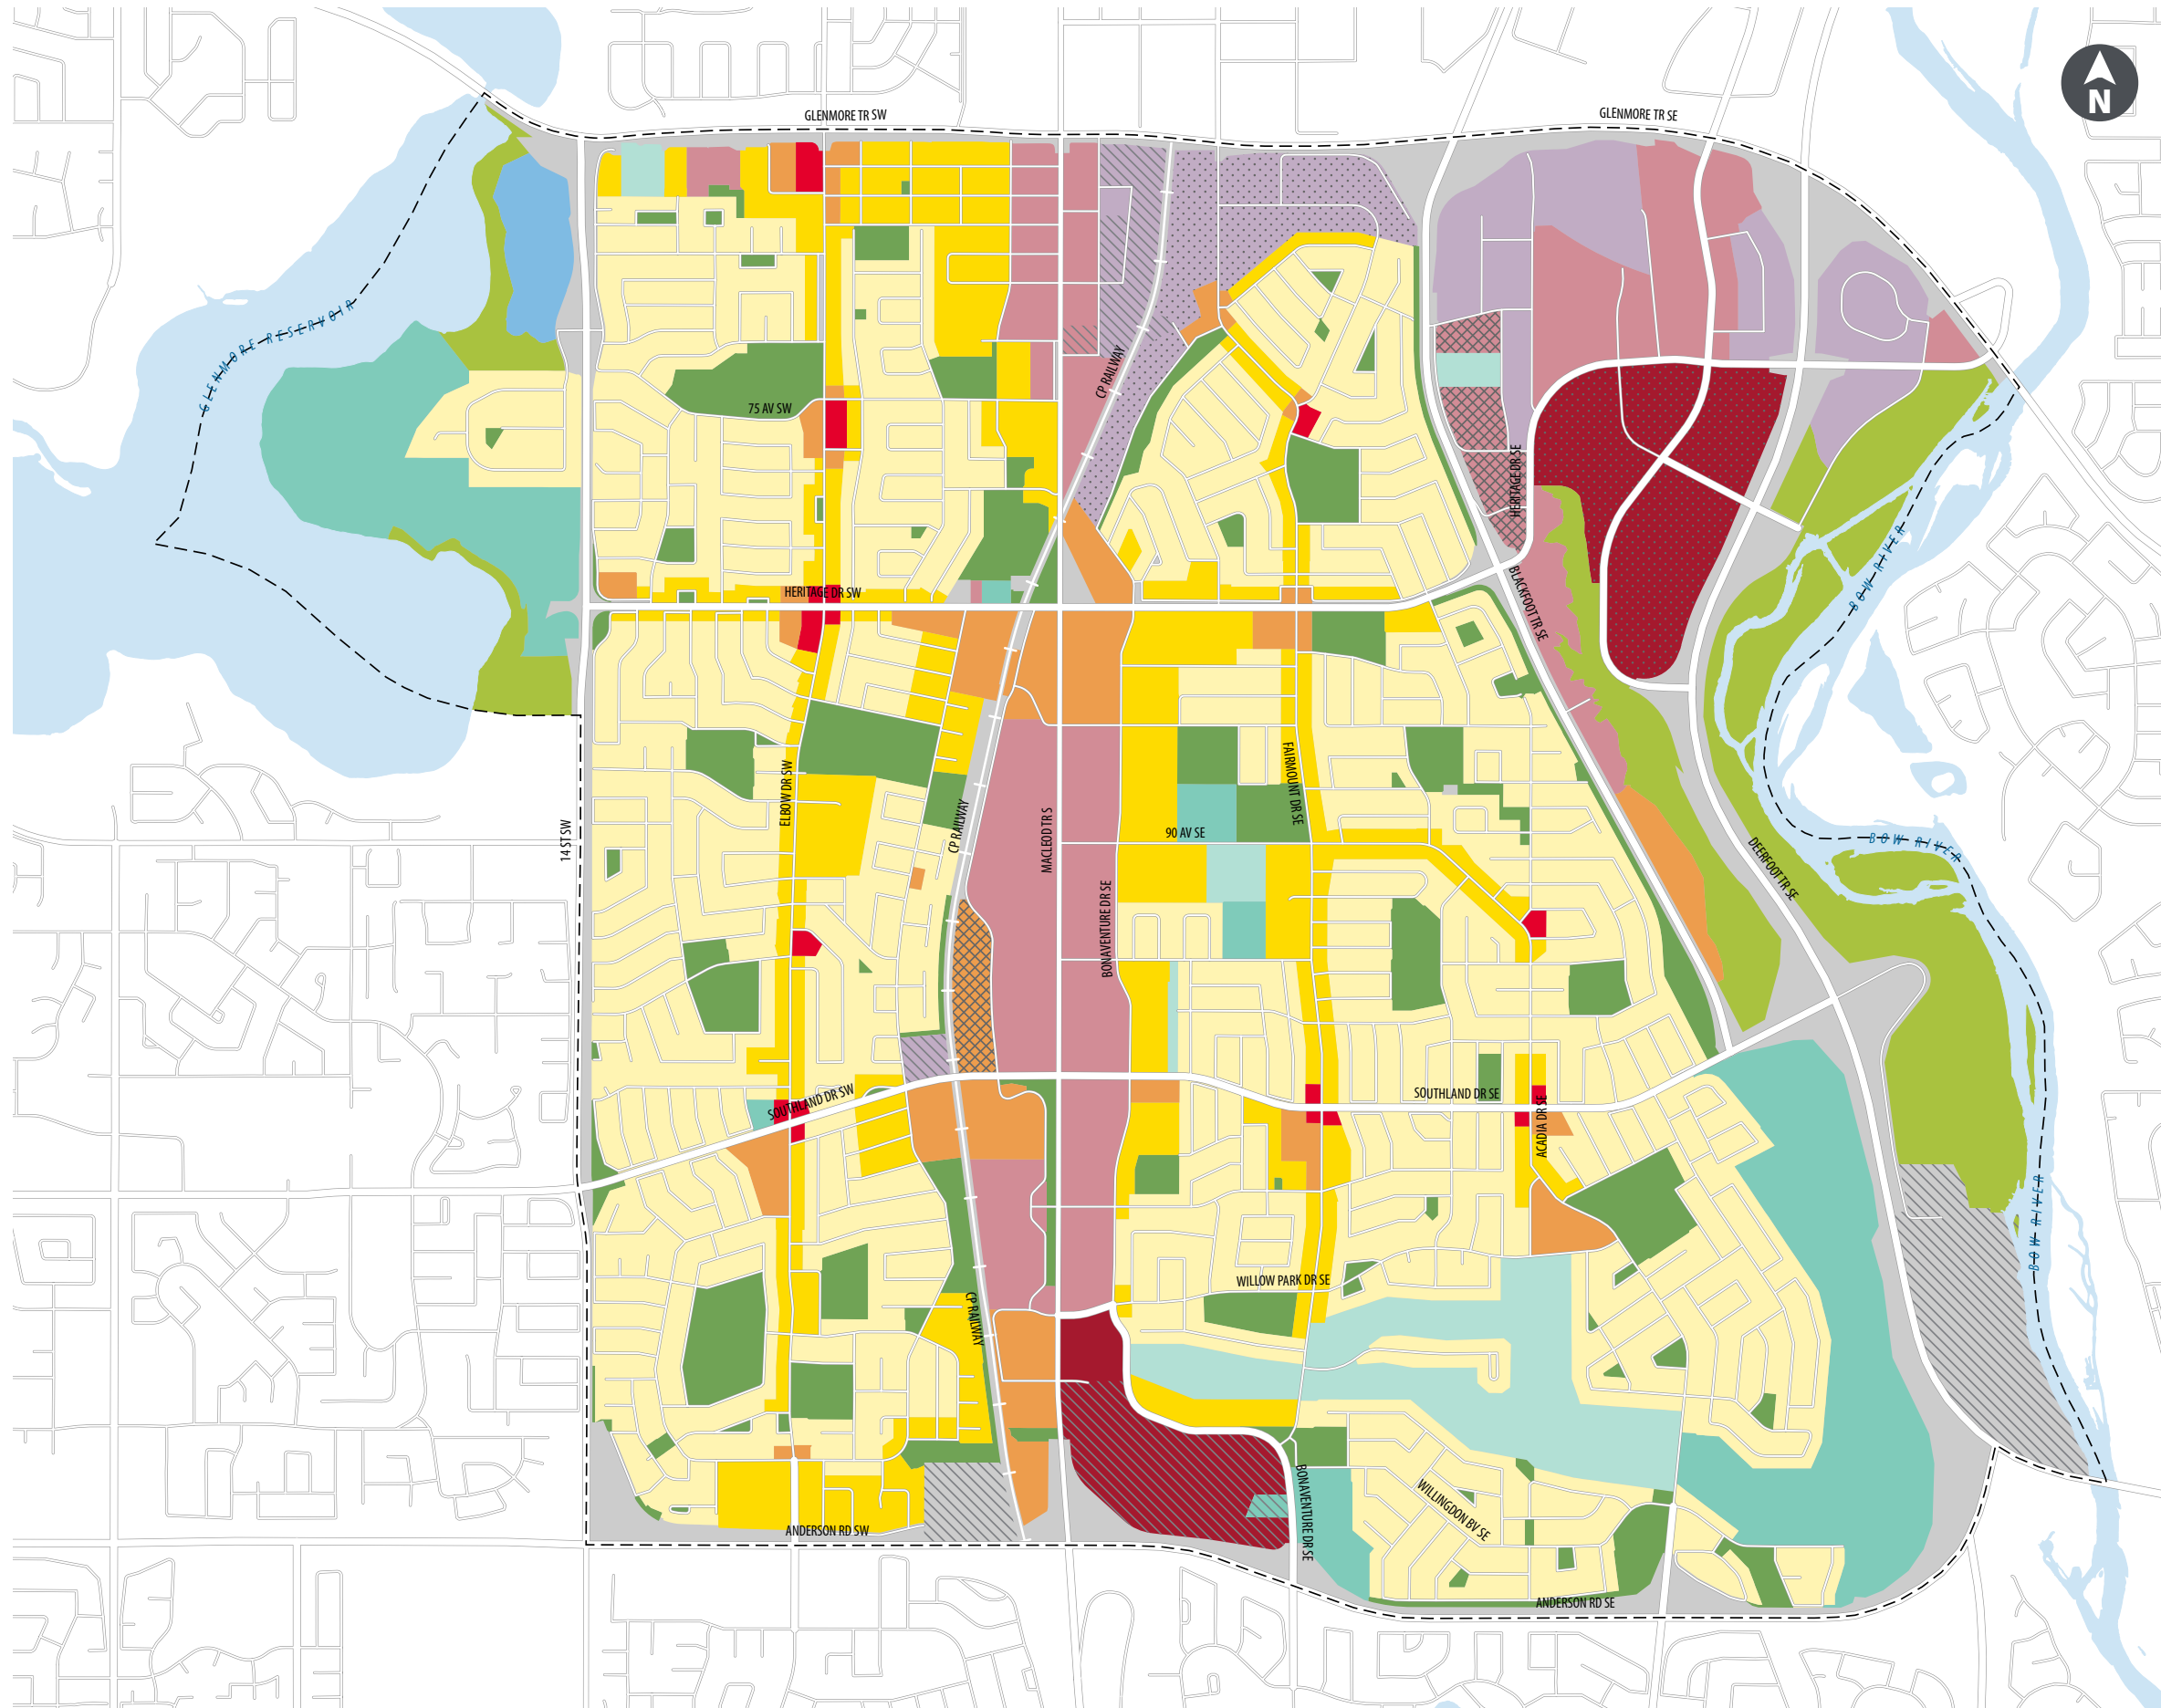 GLENMORE TR SW
GLENMORE TR SE
N
GLENMORE RESERVOIR
CP RAILWAY
75 AV SW
HERITAGE DR SE
BOW RIVER
HERITAGE DR SW
BLACKFOOT TR SE
FAIRMOUNT DR SE
ELBOW DR SW
CP RAILWAY
MACLEOD TR S
90 AV SE
14 ST SW
BOW RIVER
DEERFOOT TR SE
BONAVENTURE DR SE
SOUTHLAND DR SW
SOUTHLAND DR SE
ACADIA DR SE
BOW RIVER
WILLOW PARK DR SE
CP RAILWAY
WILLINGDON BV SE
BONAVENTURE DR SE
ANDERSON RD SW
ANDERSON RD SE